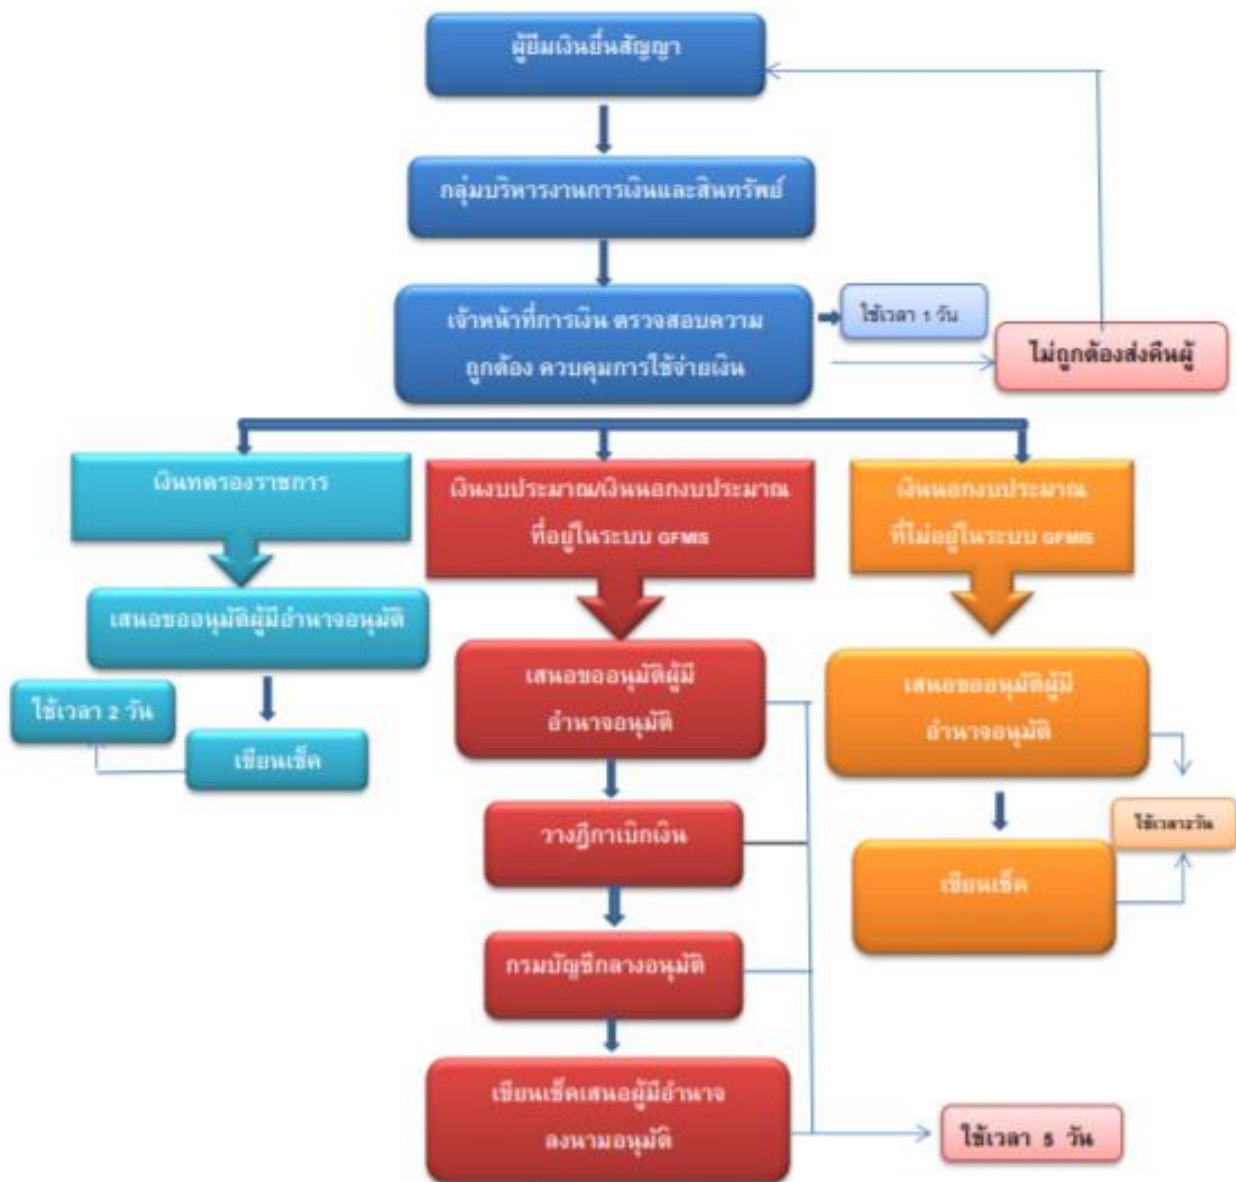 ผู้ยืมเงินยื่นสัญญา
กลุ่มบริหารงานการเงินและสินทรัพย์
เจ้าหน้าที่การเงิน ตรวจสอบความ
ถูกต้อง ควบคุมการใช้จ่ายเงิน
ใช้เวลา 1 วัน
ไม่ถูกต้องส่งคืนผู้
เงินทดรองราชการ
เงินงบประมาณ/เงินนอกงบประมาณ
ที่อยู่ในระบบ GFMIS
เงินนอกงบประมาณ
ที่ไม่อยู่ในระบบ GFMIS
เสนอขออนุมัติผู้มีอำนาจอนุมัติ
ใช้เวลา 2 วัน
เขียนเช็ค
เสนอขออนุมัติผู้มี
อำนาจอนุมัติ
วางฎีกาเบิกเงิน
กรมบัญชีกลางอนุมัติ
เขียนเช็คเสนอผู้มีอำนาจ
ลงนามอนุมัติ
ใช้เวลา 5 วัน
เสนอขออนุมัติผู้มี
อำนาจอนุมัติ
ใช้เวลา2วัน
เขียนเช็ค